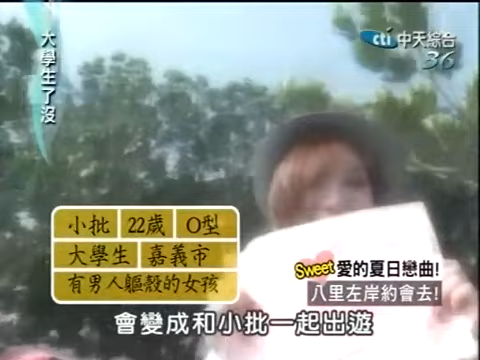 大學生了沒
cti 中天綜合
36
小批 22歲 O型
大學生 嘉義市
有男人軀殼的女孩
Sweet 愛的夏日戀曲!
八里左岸約會去!
會變成和小批一起出遊